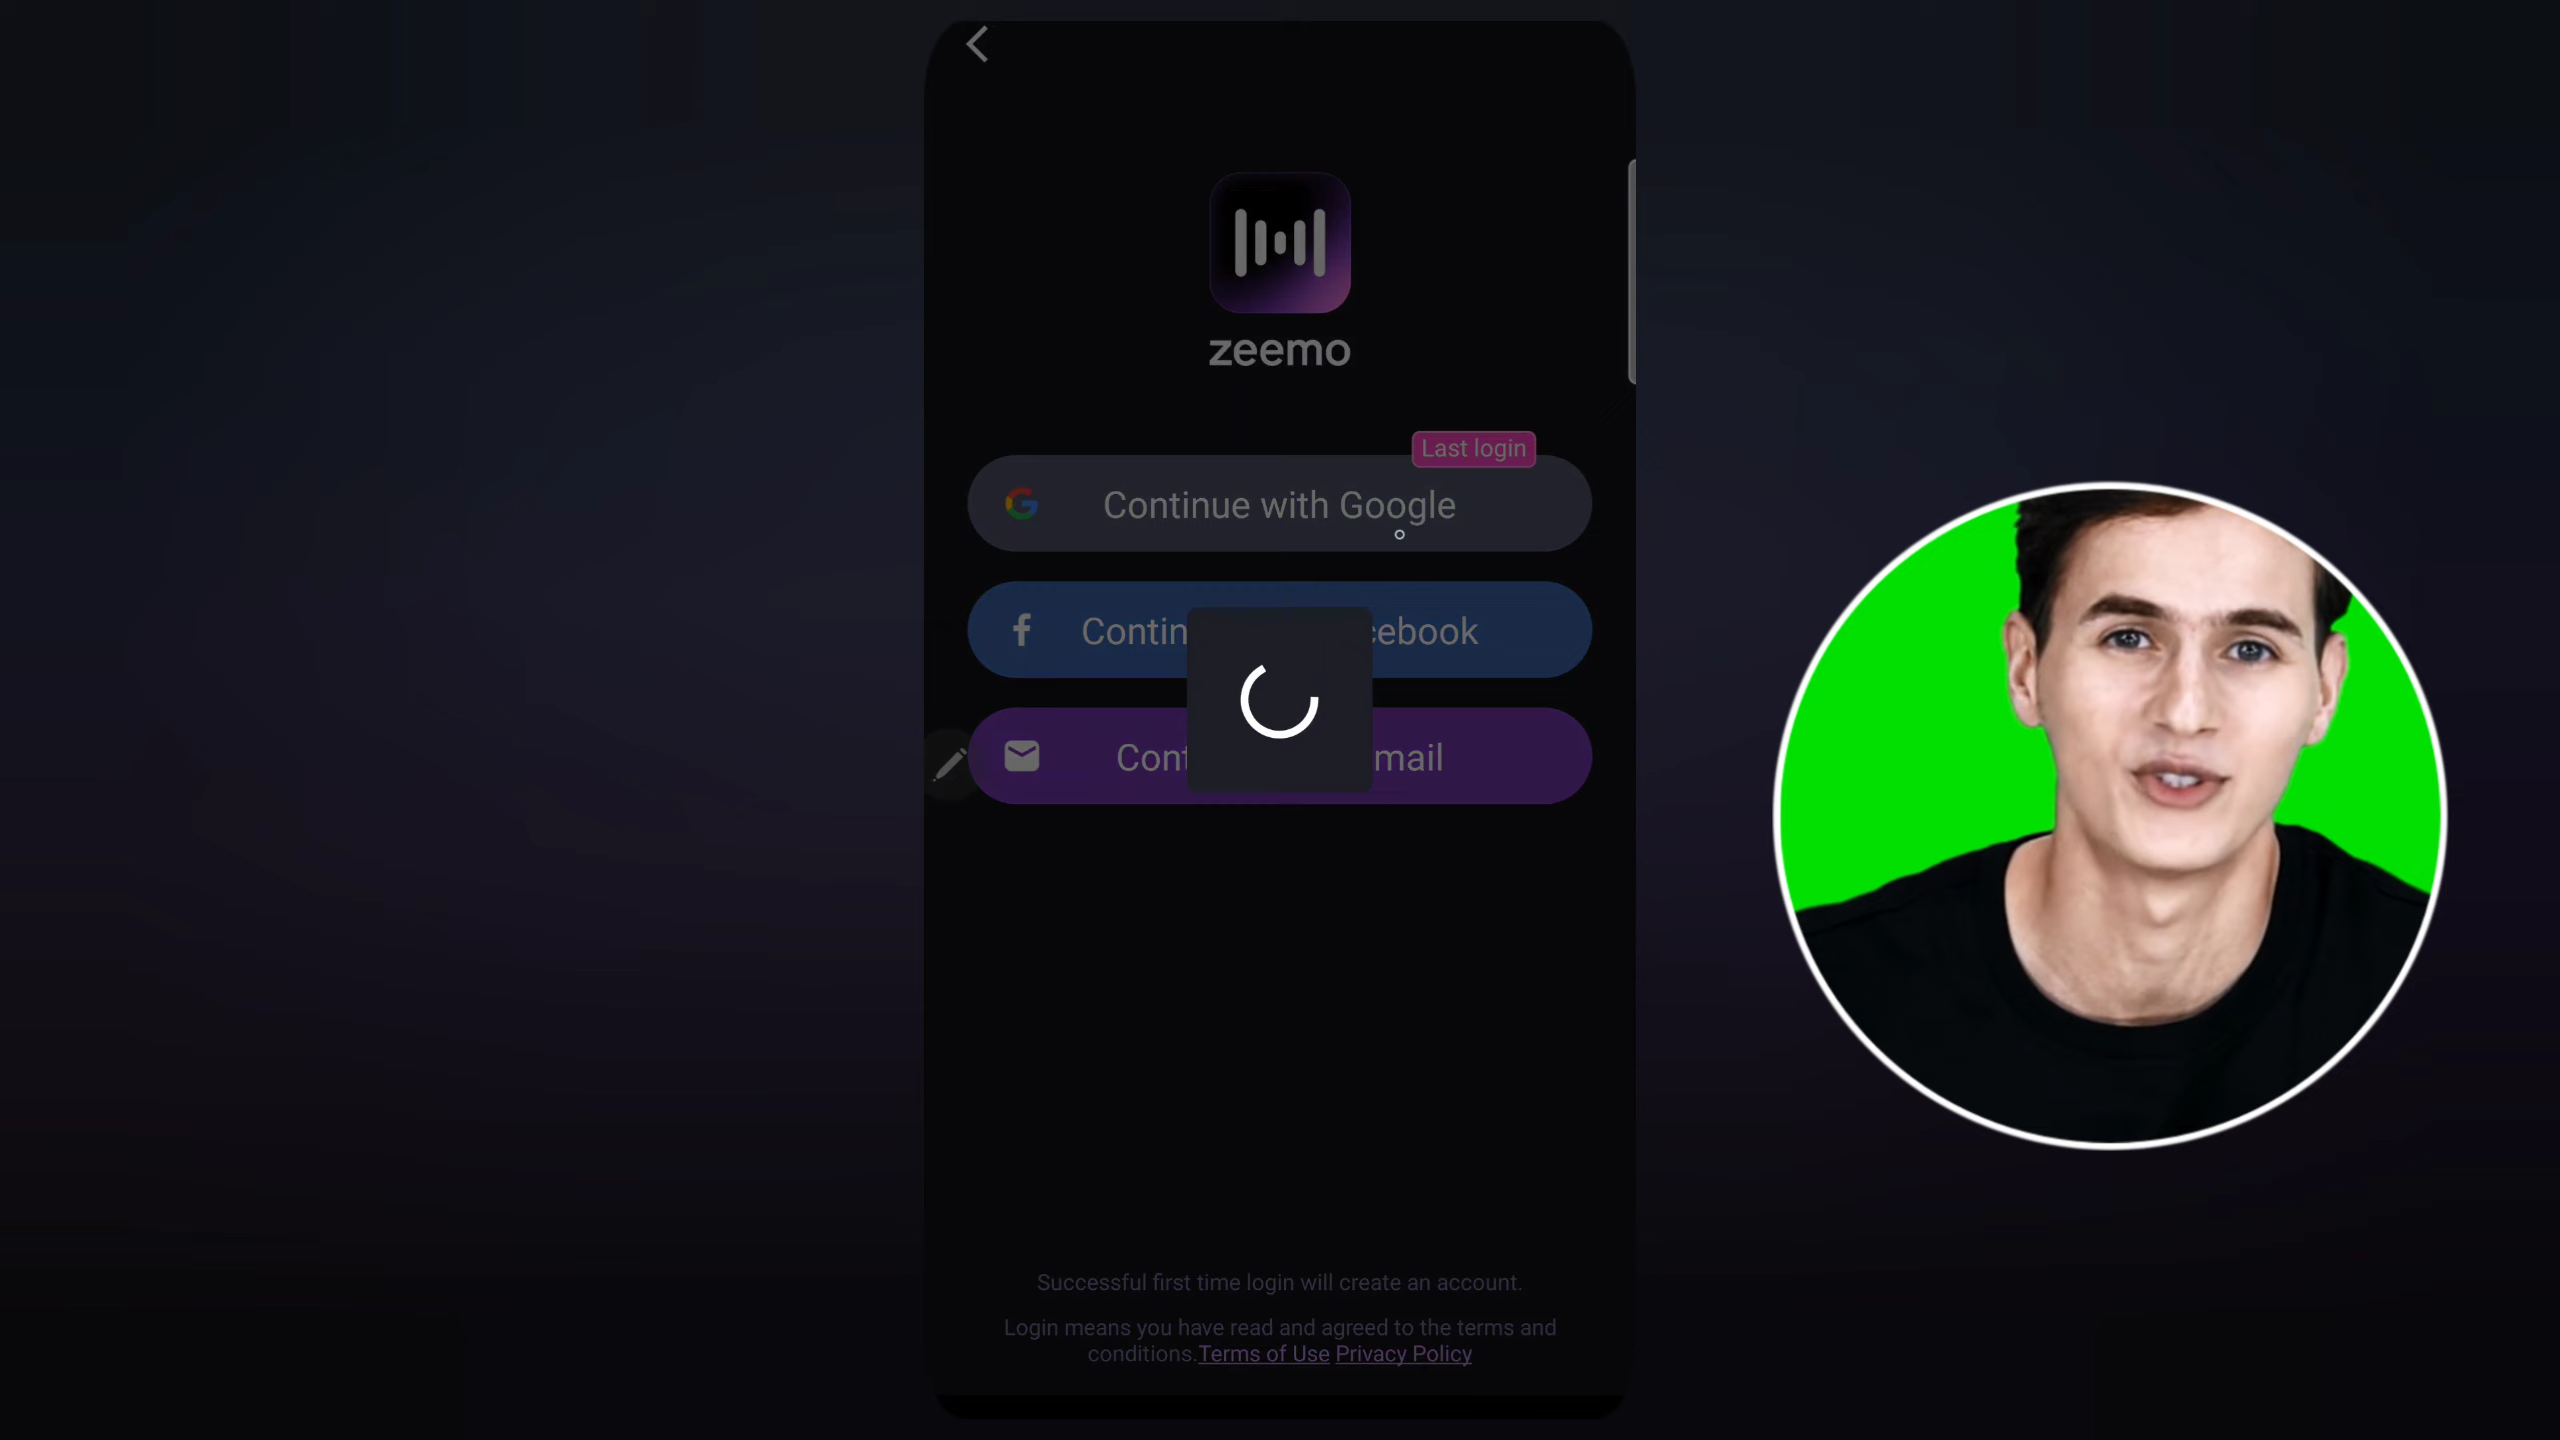 zeemo
Last login
Continue with Google
Contin cebook
Cont mail
Successful first time login will create an account.
Login means you have read and agreed to the terms and
conditions.Terms of Use Privacy Policy